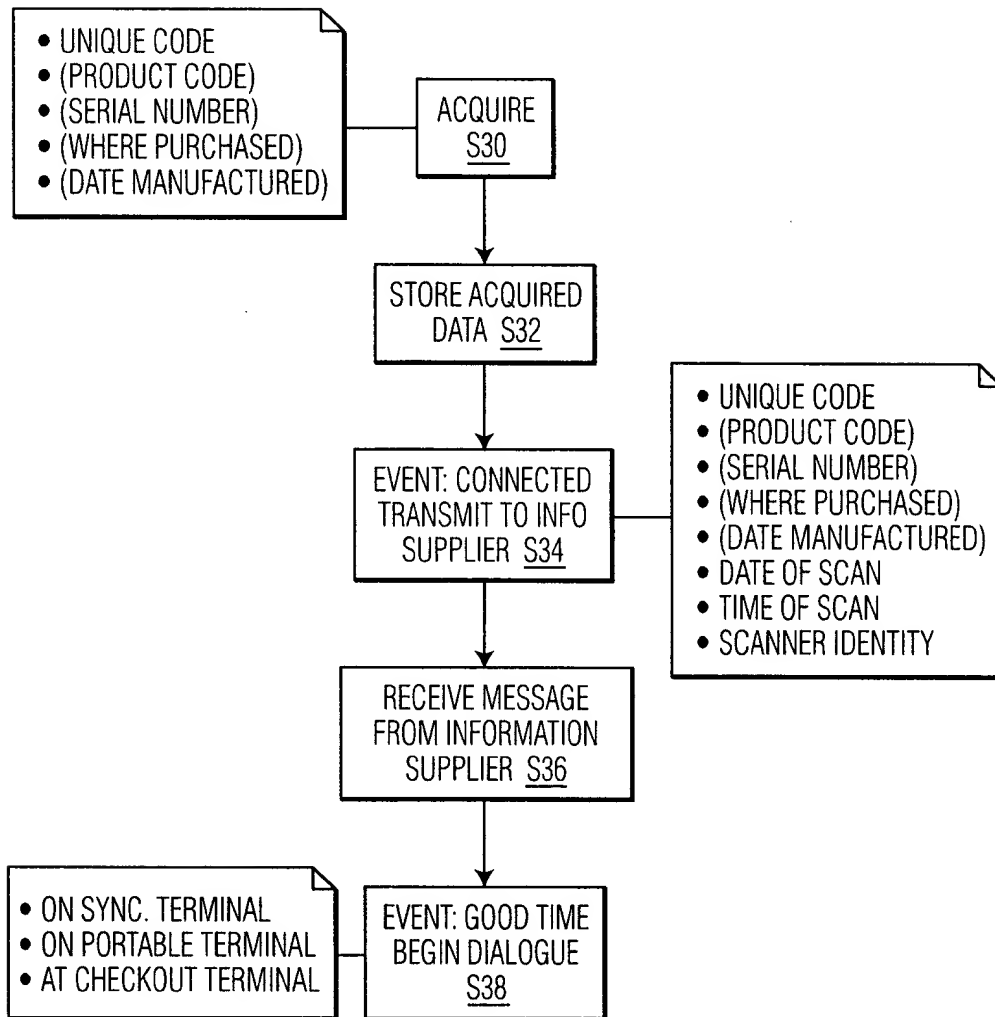 • UNIQUE CODE
• (PRODUCT CODE)
• (SERIAL NUMBER)
• (WHERE PURCHASED)
• (DATE MANUFACTURED)
ACQUIRE
S30
STORE ACQUIRED
DATA S32
EVENT: CONNECTED
TRANSMIT TO INFO
SUPPLIER S34
• UNIQUE CODE
• (PRODUCT CODE)
• (SERIAL NUMBER)
• (WHERE PURCHASED)
• (DATE MANUFACTURED)
• DATE OF SCAN
• TIME OF SCAN
• SCANNER IDENTITY
RECEIVE MESSAGE
FROM INFORMATION
SUPPLIER S36
• ON SYNC. TERMINAL
• ON PORTABLE TERMINAL
• AT CHECKOUT TERMINAL
EVENT: GOOD TIME
BEGIN DIALOGUE
S38